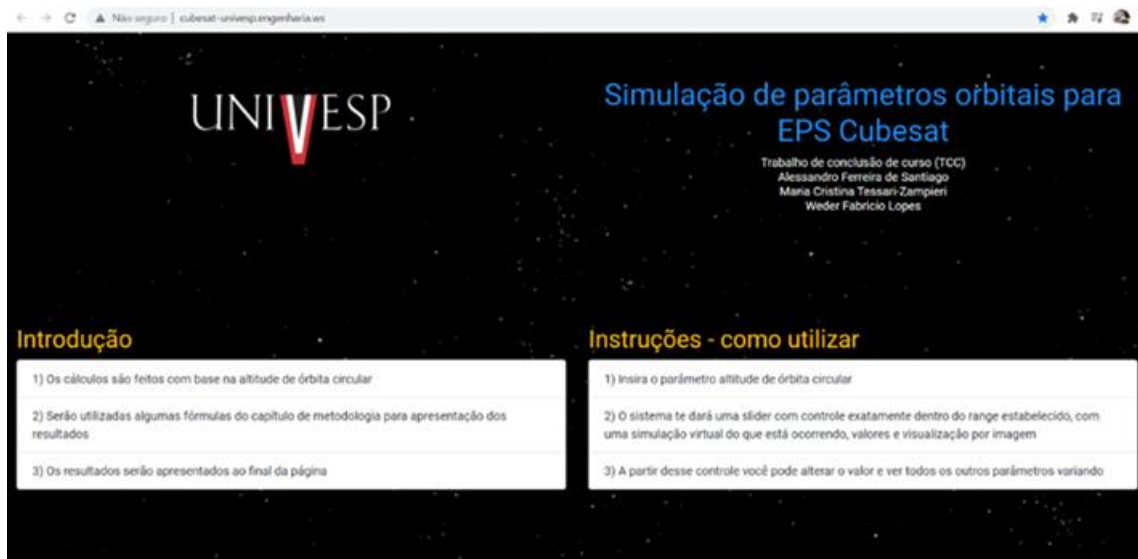 Não seguro | cubesat-univesp.engenharia.ws
UNIVESP
Simulação de parâmetros orbitais para
EPS Cubesat
Trabalho de conclusão de curso (TCC)
Alessandro Ferreira de Santiago
Maria Cristina Tessari-Zampieri
Weder Fabricio Lopes
Introdução
1) Os cálculos são feitos com base na altitude de órbita circular
2) Serão utilizadas algumas fórmulas do capítulo de metodologia para apresentação dos
resultados
3) Os resultados serão apresentados ao final da página
Instruções - como utilizar
1) Insira o parâmetro altitude de órbita circular
2) O sistema te dará uma slider com controle exatamente dentro do range estabelecido, com
uma simulação virtual do que está ocorrendo, valores e visualização por imagem
3) A partir desse controle você pode alterar o valor e ver todos os outros parâmetros variando